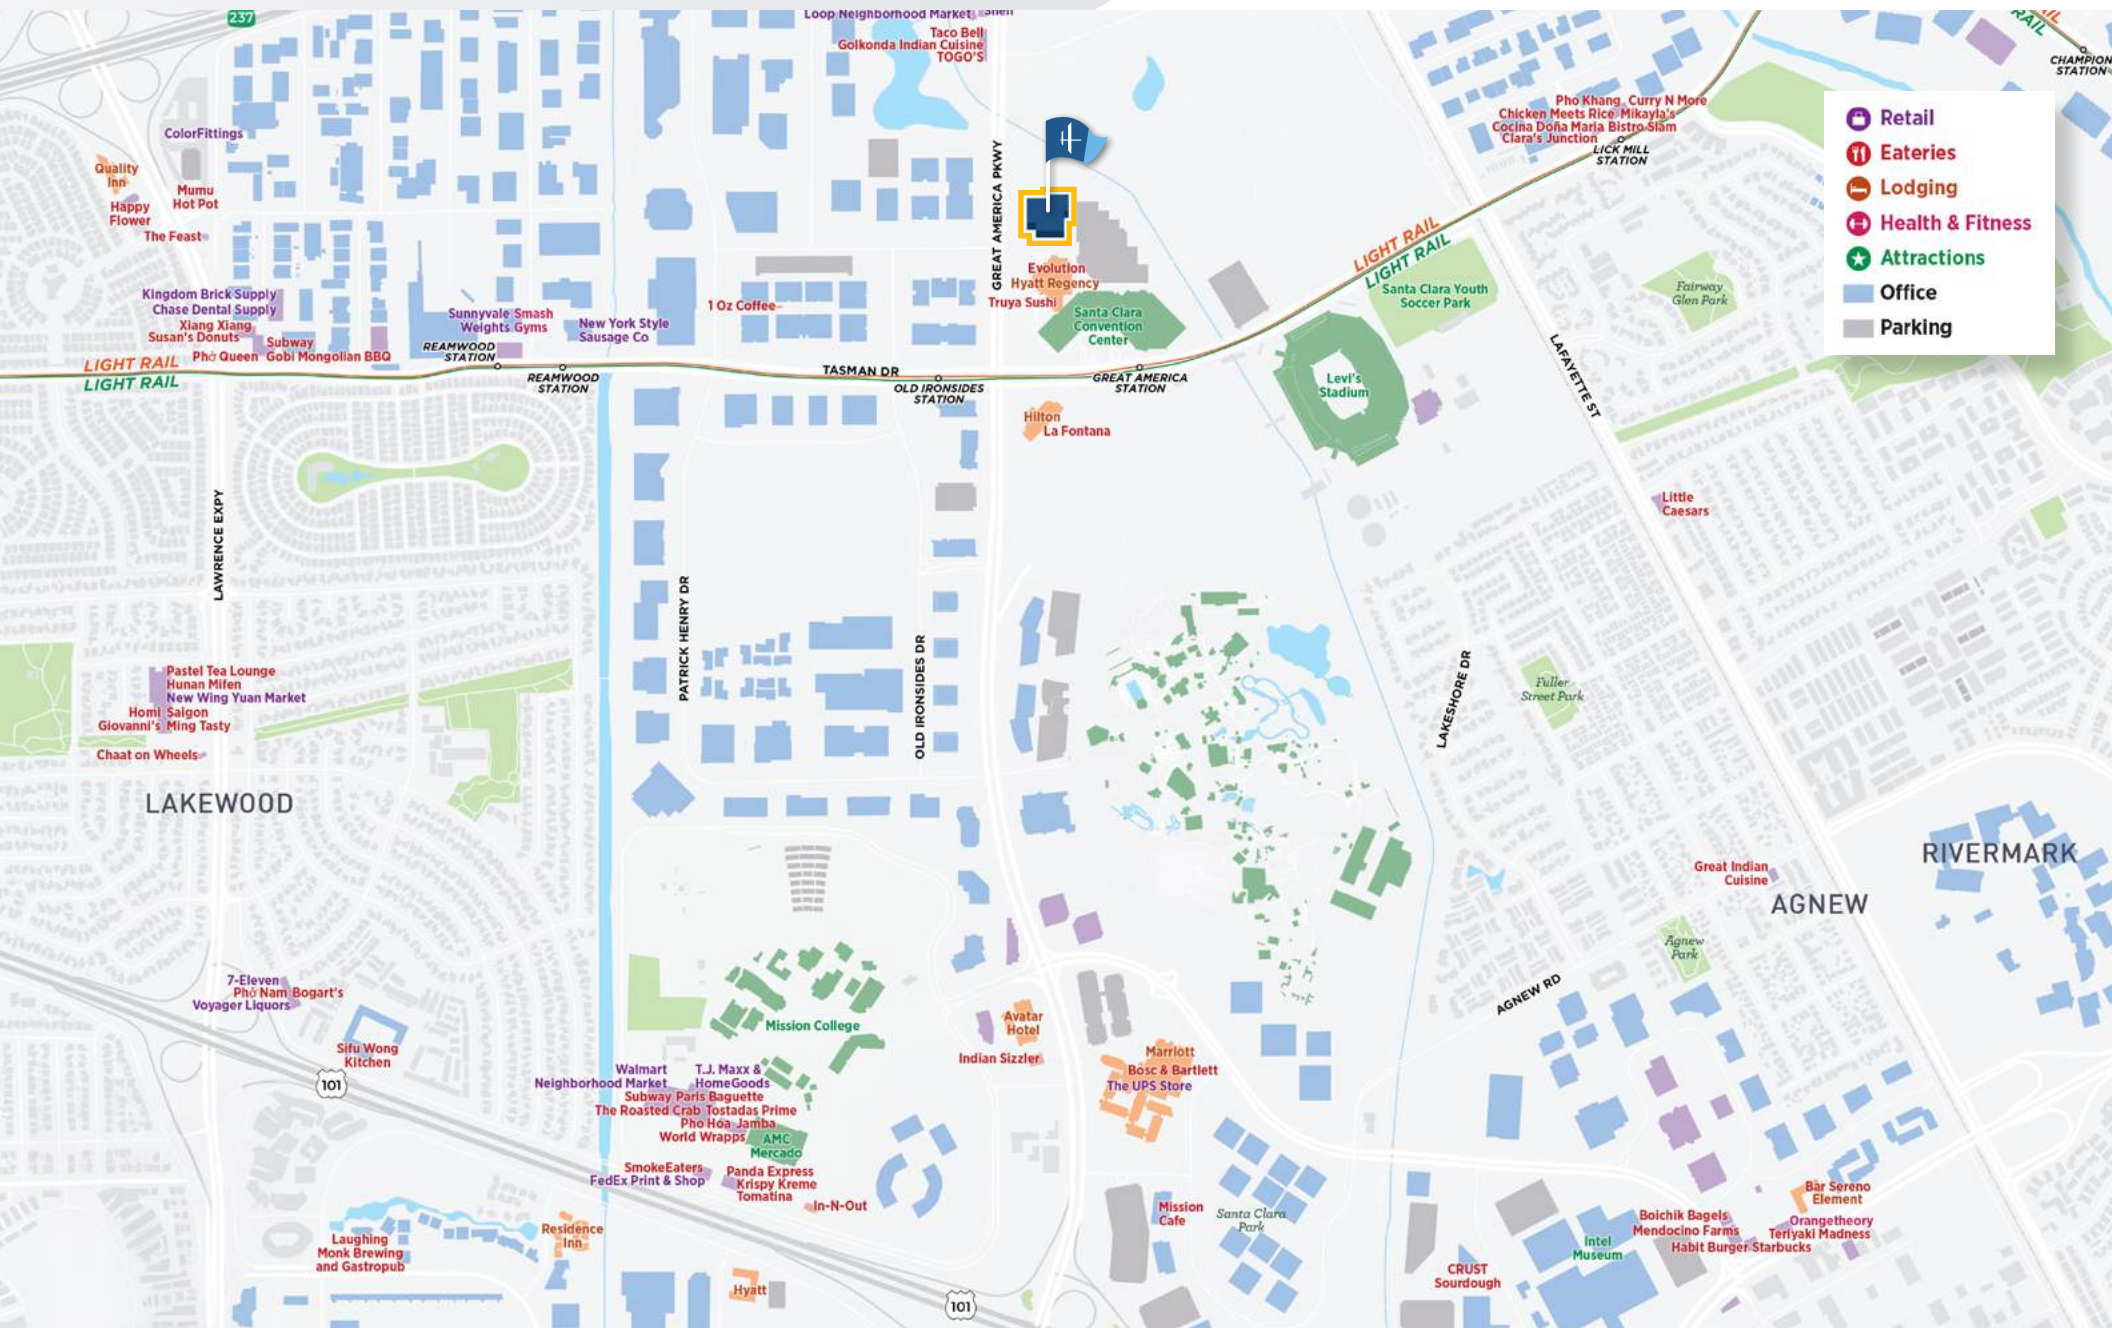 237
Loop Neighborhood Market
Shell
Taco Bell
Golkonda Indian Cuisine
TOGO'S
RAIL
CHAMPION
STATION
Pho Khang Curry N More
Chicken Meets Rice Mikayla's
Cocina Doña Maria Bistro Siam
Clara's Junction
LICK MILL
STATION
Retail
Eateries
Lodging
Health & Fitness
Attractions
Office
Parking
ColorFittings
Quality
Inn
Mumu
Hot Pot
Happy
Flower
The Feast
GREAT AMERICA PKWY
H
Evolution
Hyatt Regency
Truya Sushi
Santa Clara
Convention
Center
LIGHT RAIL
LIGHT RAIL
Santa Clara Youth
Soccer Park
Fairway
Glen Park
Kingdom Brick Supply
Chase Dental Supply
Xiang Xiang
Susan's Donuts
Subway
Phở Queen
Gobi Mongolian BBQ
Sunnyvale Smash
Weights Gyms
New York Style
Sausage Co
1 Oz Coffee
REAMWOOD
STATION
LIGHT RAIL
LIGHT RAIL
REAMWOOD
STATION
TASMAN DR
OLD IRONSIDES
STATION
GREAT AMERICA
STATION
Levi's
Stadium
LAFAYETTE ST
Hilton
La Fontana
LAWRENCE EXPY
Little
Caesars
PATRICK HENRY DR
OLD IRONSIDES DR
LAKESHORE DR
Fuller
Street Park
Pastel Tea Lounge
Hunan Mifen
New Wing Yuan Market
Homi Saigon
Giovanni's Ming Tasty
Chaat on Wheels
LAKEWOOD
RIVERMARK
Great Indian
Cuisine
AGNEW
Agnew
Park
AGNEW RD
7-Eleven
Phở Nam Bogart's
Voyager Liquors
Sifu Wong
Kitchen
101
Mission College
Avatar
Hotel
Indian Sizzler
Marriott
Bosc & Bartlett
The UPS Store
Walmart
Neighborhood Market
T.J. Maxx &
HomeGoods
Subway Paris Baguette
The Roasted Crab Tostadas Prime
Pho Hoa Jamba
World Wrapps
AMC
Mercado
SmokeEaters
FedEx Print & Shop
Panda Express
Krispy Kreme
Tomatina
In-N-Out
Mission
Cafe
Santa Clara
Park
Laughing
Monk Brewing
and Gastropub
Residence
Inn
Hyatt
101
CRUST
Sourdough
Intel
Museum
Boichik Bagels
Mendocino Farms
Habit Burger Starbucks
Bar Sereno
Element
Orangetheory
Teriyaki Madness